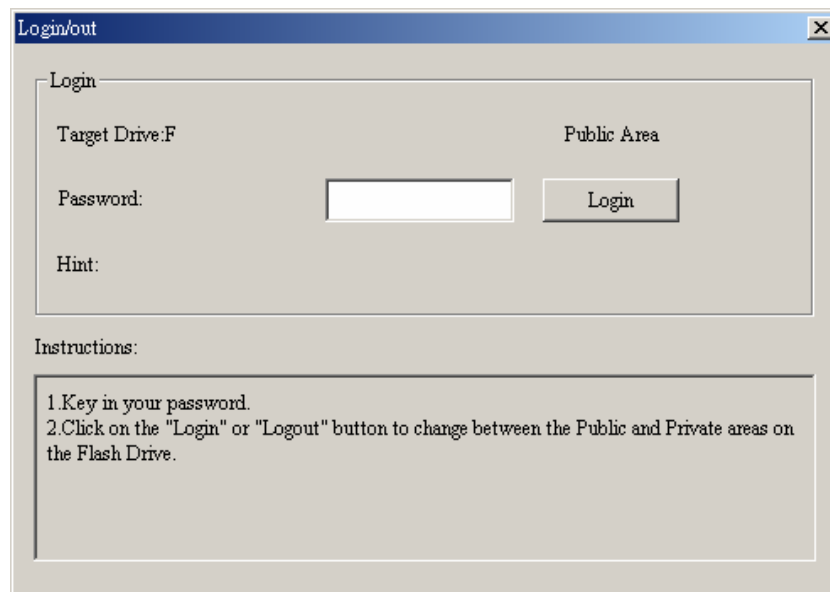 Login/out
Login
Target Drive:F
Public Area
Password:
Login
Hint:
Instructions:
1.Key in your password.
2.Click on the "Login" or "Logout" button to change between the Public and Private areas on
the Flash Drive.